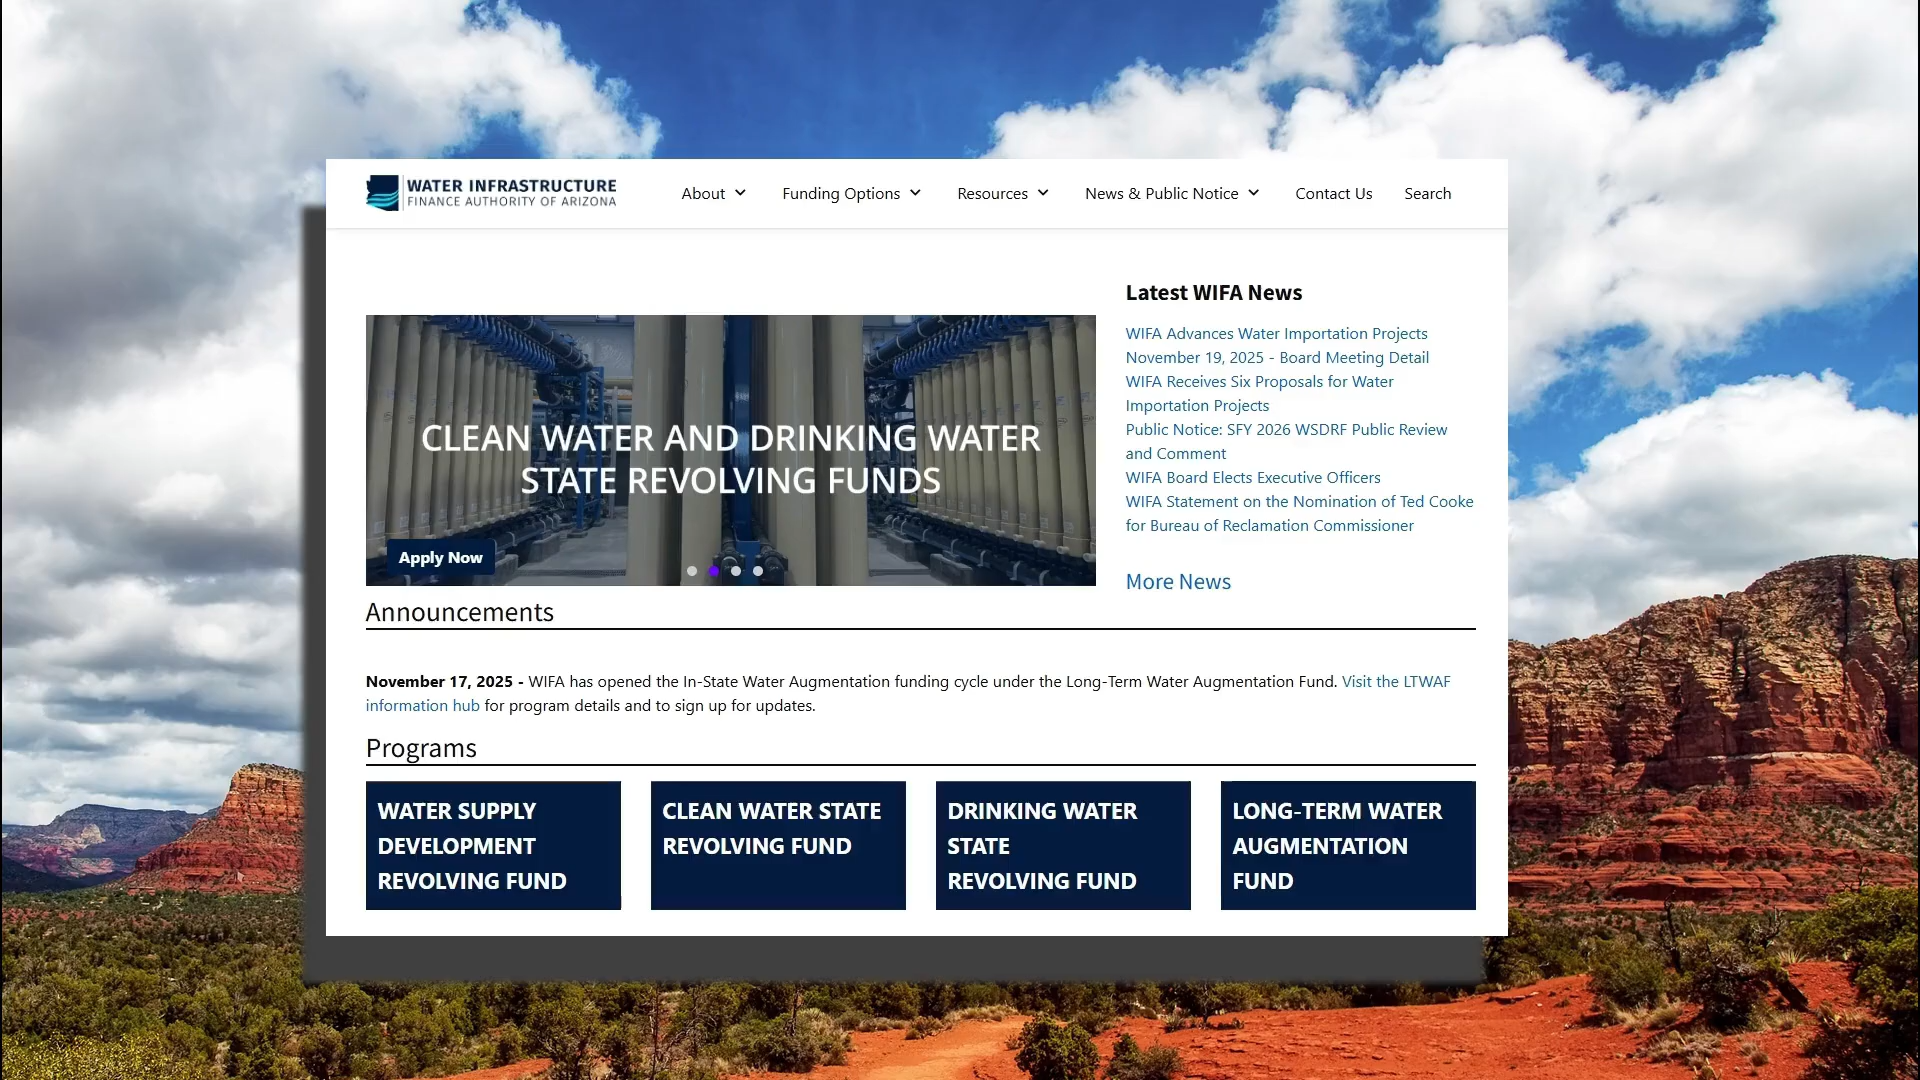 WATER INFRASTRUCTURE
FINANCE AUTHORITY OF ARIZONA
About
Funding Options
Resources
News & Public Notice
Contact Us
Search
CLEAN WATER AND DRINKING WATER
STATE REVOLVING FUNDS
Apply Now
Latest WIFA News
WIFA Advances Water Importation Projects
November 19, 2025 - Board Meeting Detail
WIFA Receives Six Proposals for Water
Importation Projects
Public Notice: SFY 2026 WSDRF Public Review
and Comment
WIFA Board Elects Executive Officers
WIFA Statement on the Nomination of Ted Cooke
for Bureau of Reclamation Commissioner
More News
Announcements
November 17, 2025 - WIFA has opened the In-State Water Augmentation funding cycle under the Long-Term Water Augmentation Fund. Visit the LTWAF
information hub for program details and to sign up for updates.
Programs
WATER SUPPLY
DEVELOPMENT
REVOLVING FUND
CLEAN WATER STATE
REVOLVING FUND
DRINKING WATER
STATE
REVOLVING FUND
LONG-TERM WATER
AUGMENTATION
FUND